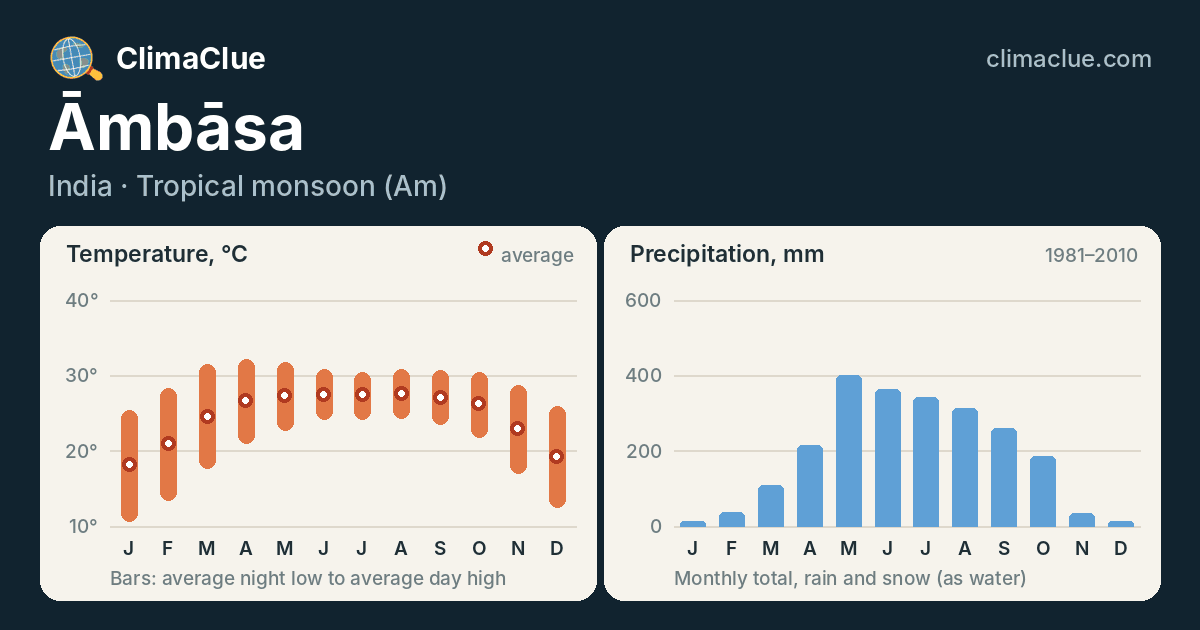 ClimaClue
climaclue.com
Āmbāsa
India · Tropical monsoon (Am)
Temperature, °C
average
40°
30°
20°
10°
J F M A M J J A S O N D
Bars: average night low to average day high
Precipitation, mm
1981–2010
600
400
200
0
J F M A M J J A S O N D
Monthly total, rain and snow (as water)